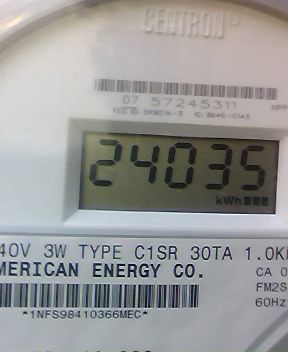 CENTRON®
07 57245311
24035
kWh
40V 3W TYPE C1SR 30TA 1.0K
MERICAN ENERGY CO.
CA 0
FM2S
60Hz
*1NFS98410366MEC*